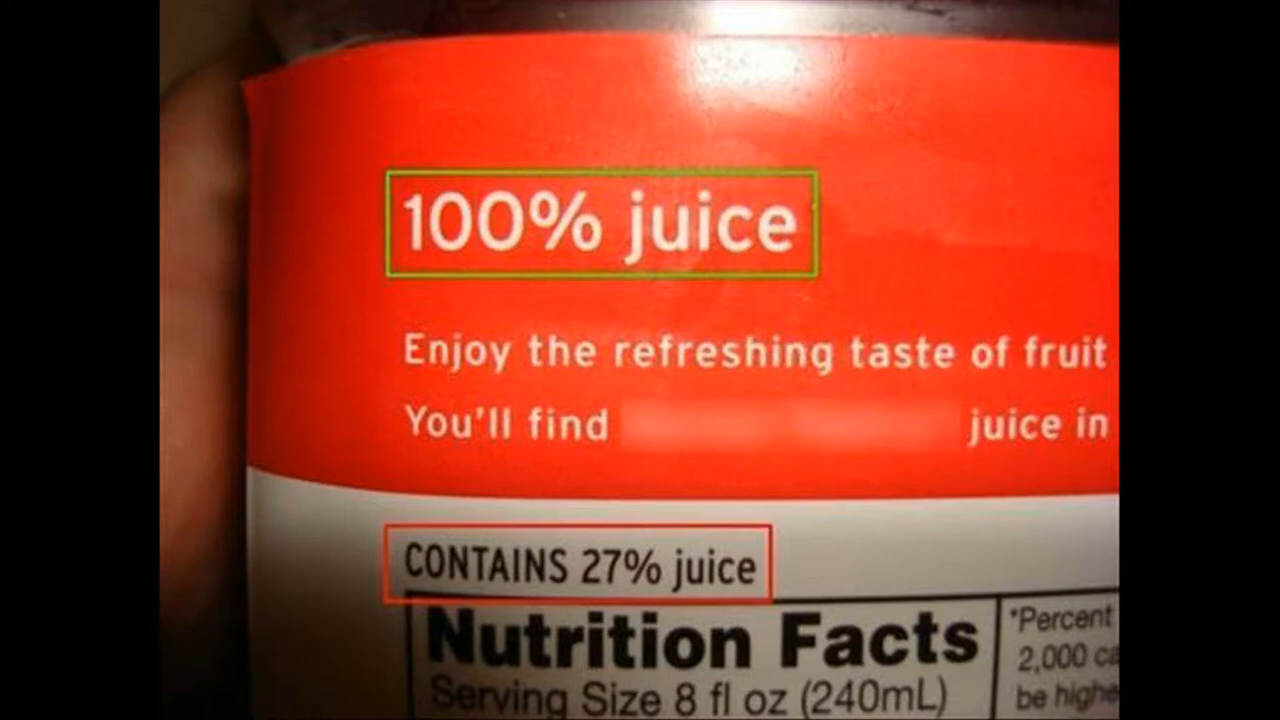 100% juice
Enjoy the refreshing taste of fruit
You'll find juice in
CONTAINS 27% juice
Nutrition Facts
Serving Size 8 fl oz (240mL)
*Percent
2,000
be